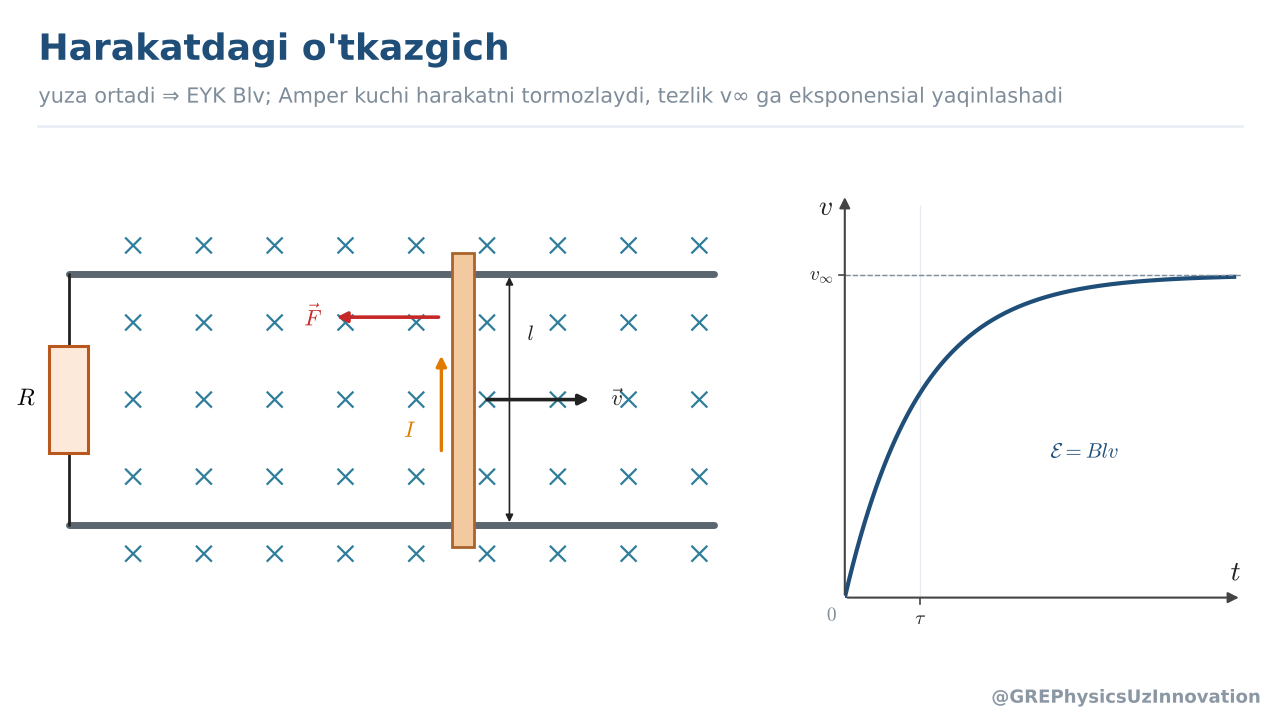 Harakatdagi o'tkazgich
yuza ortadi ⇒ EYK Blv; Amper kuchi harakatni tormozlaydi, tezlik v∞ ga eksponensial yaqinlashadi
R
F⃗
I
l
v⃗
v
v∞
ℰ = Blv
t
0
τ
@GREPhysicsUzInnovation